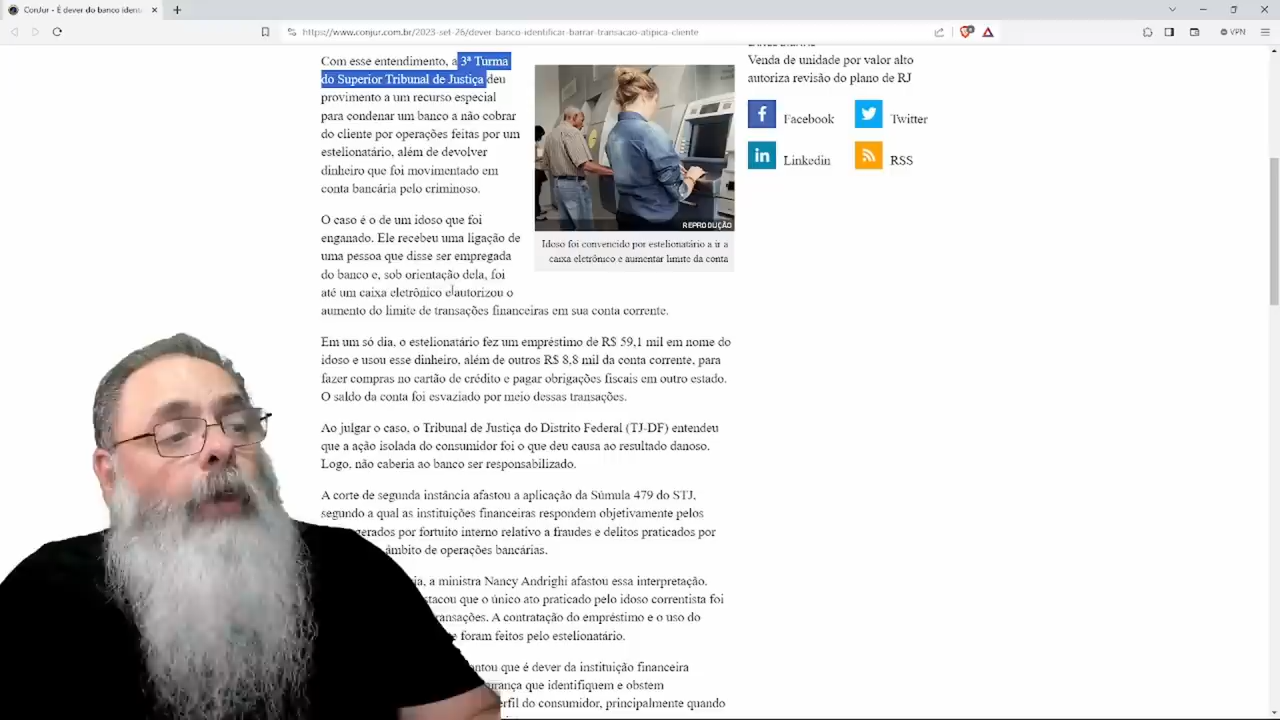 ConJur - É dever do banco ident
https://www.conjur.com.br/2023-set-26/dever-banco-identificar-barrar-transacao-atipica-cliente
VPN
Com esse entendimento, a 3ª Turma
do Superior Tribunal de Justiça deu
provimento a um recurso especial
para condenar um banco a não cobrar
do cliente por operações feitas por um
estelionatário, além de devolver
dinheiro que foi movimentado em
conta bancária pelo criminoso.
O caso é o de um idoso que foi
enganado. Ele recebeu uma ligação de
uma pessoa que disse ser empregada
do banco e, sob orientação dela, foi
até um caixa eletrônico e autorizou o
aumento do limite de transações financeiras em sua conta corrente.
REPRODUÇÃO
Idoso foi convencido por estelionatário a ir a
caixa eletrônico e aumentar limite da conta
Em um só dia, o estelionatário fez um empréstimo de R$ 59,1 mil em nome do
idoso e usou esse dinheiro, além de outros R$ 8,8 mil da conta corrente, para
fazer compras no cartão de crédito e pagar obrigações fiscais em outro estado.
O saldo da conta foi esvaziado por meio dessas transações.
Ao julgar o caso, o Tribunal de Justiça do Distrito Federal (TJ-DF) entendeu
que a ação isolada do consumidor foi o que deu causa ao resultado danoso.
Logo, não caberia ao banco ser responsabilizado.
A corte de segunda instância afastou a aplicação da Súmula 479 do STJ,
segundo a qual as instituições financeiras respondem objetivamente pelos
gerados por fortuito interno relativo a fraudes e delitos praticados por
âmbito de operações bancárias.
a ministra Nancy Andrighi afastou essa interpretação.
que o único ato praticado pelo idoso correntista foi
A contratação do empréstimo e o uso do
foram feitos pelo estelionatário.
que é dever da instituição financeira
que identifiquem e obstem
do consumidor, principalmente quando
Venda de unidade por valor alto
autoriza revisão do plano de RJ
Facebook
Twitter
Linkedin
RSS